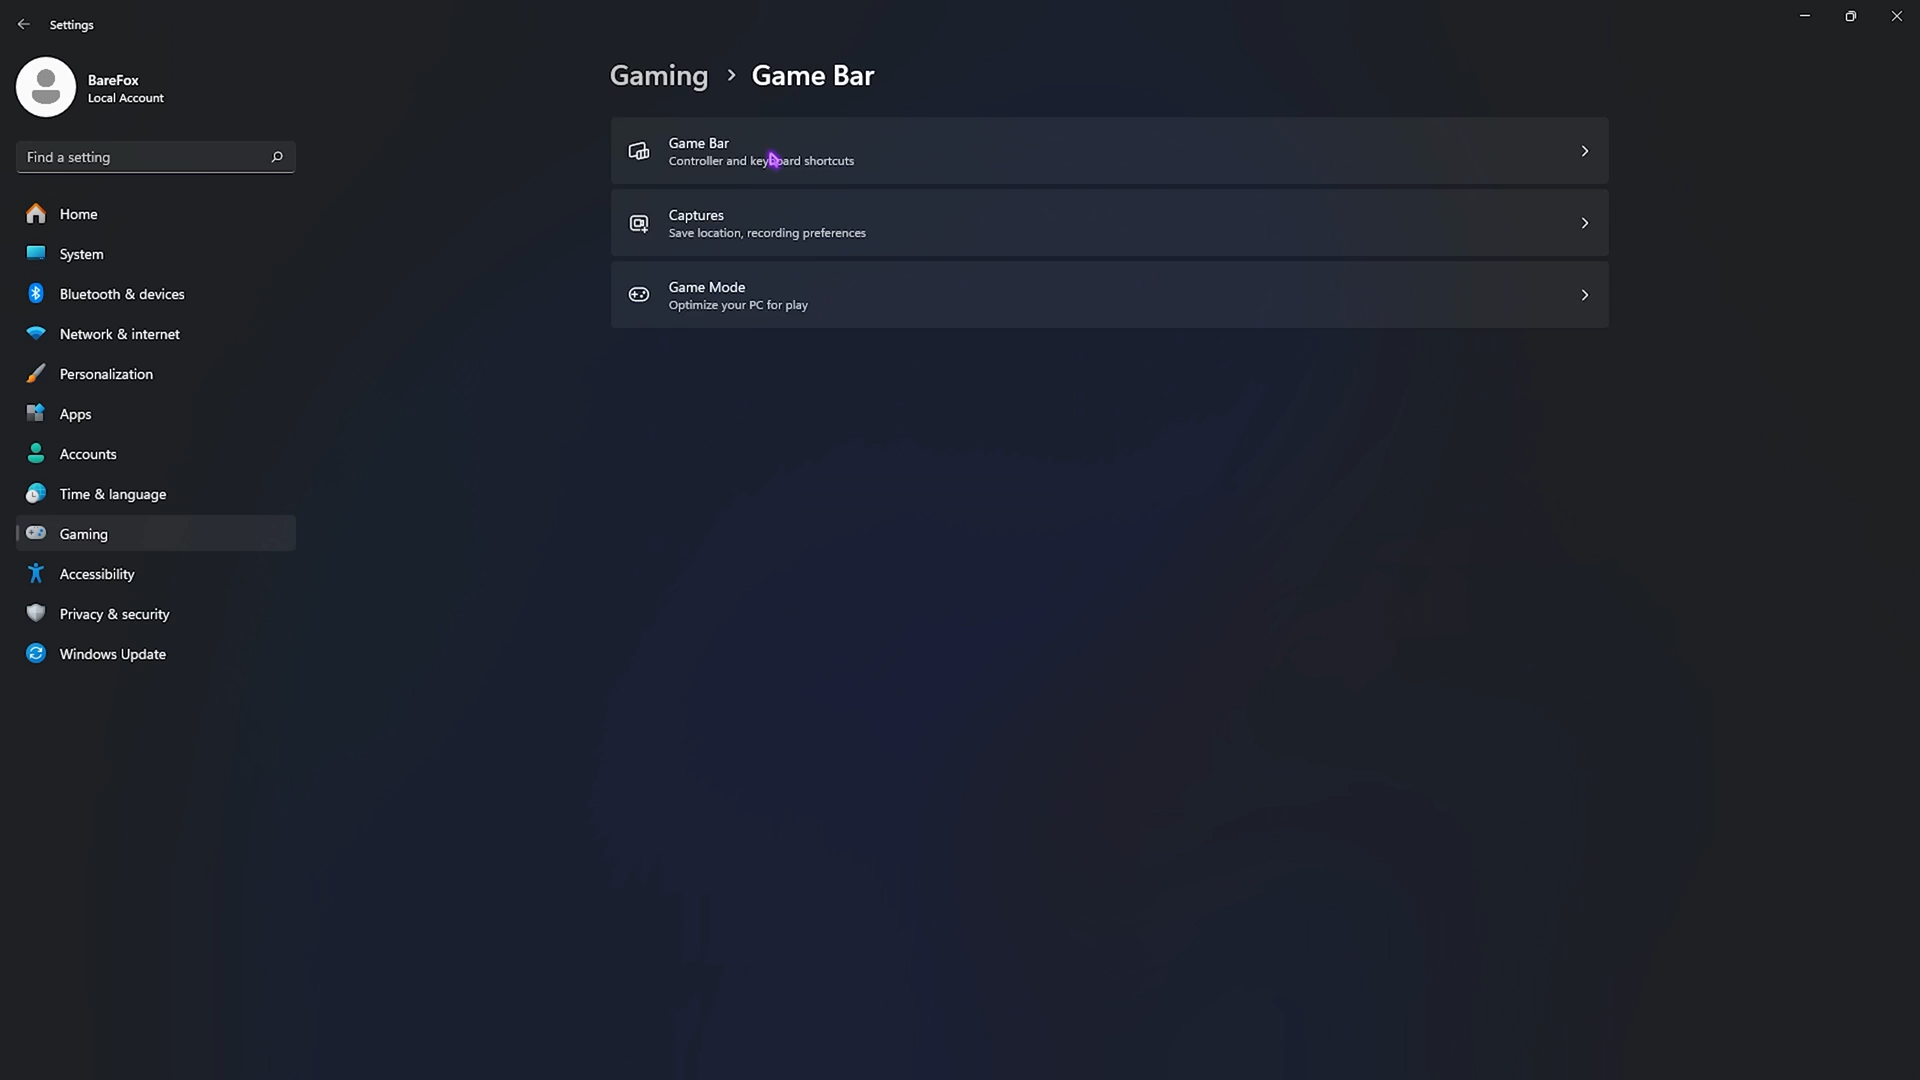 Settings
BareFox
Local Account
Find a setting
Home
System
Bluetooth & devices
Network & internet
Personalization
Apps
Accounts
Time & language
Gaming
Accessibility
Privacy & security
Windows Update
Gaming > Game Bar
Game Bar
Controller and keyboard shortcuts
Captures
Save location, recording preferences
Game Mode
Optimize your PC for play